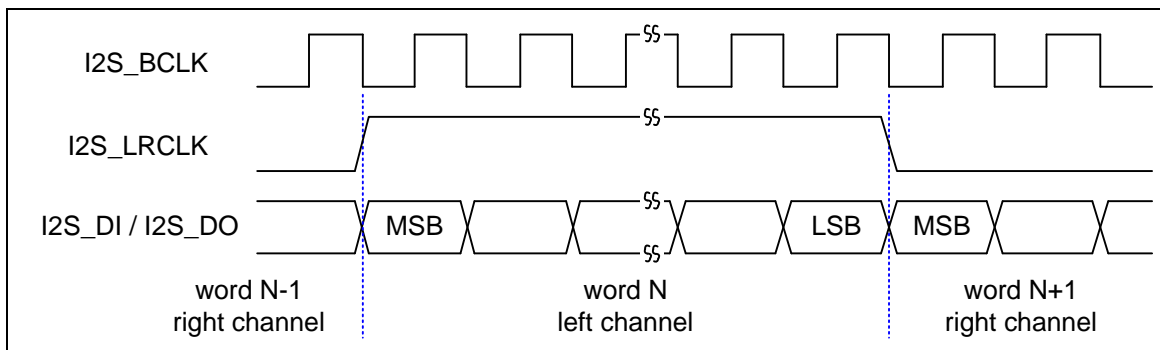 I2S_BCLK
I2S_LRCLK
I2S_DI / I2S_DO
MSB
LSB
MSB
word N-1
right channel
word N
left channel
word N+1
right channel